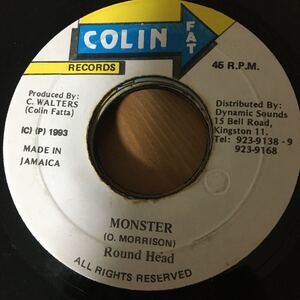 COLIN FAT
RECORDS
45 R.P.M.
Produced By:
C. WALTERS
(Colin Fatta)
Distributed By:
Dynamic Sounds
15 Bell Road,
Kingston 11,
Tel: 923-9138 - 9
923-9168
(C) (P) 1993
MADE IN
JAMAICA
MONSTER
(O. MORRISON)
Round Head
ALL RIGHTS RESERVED